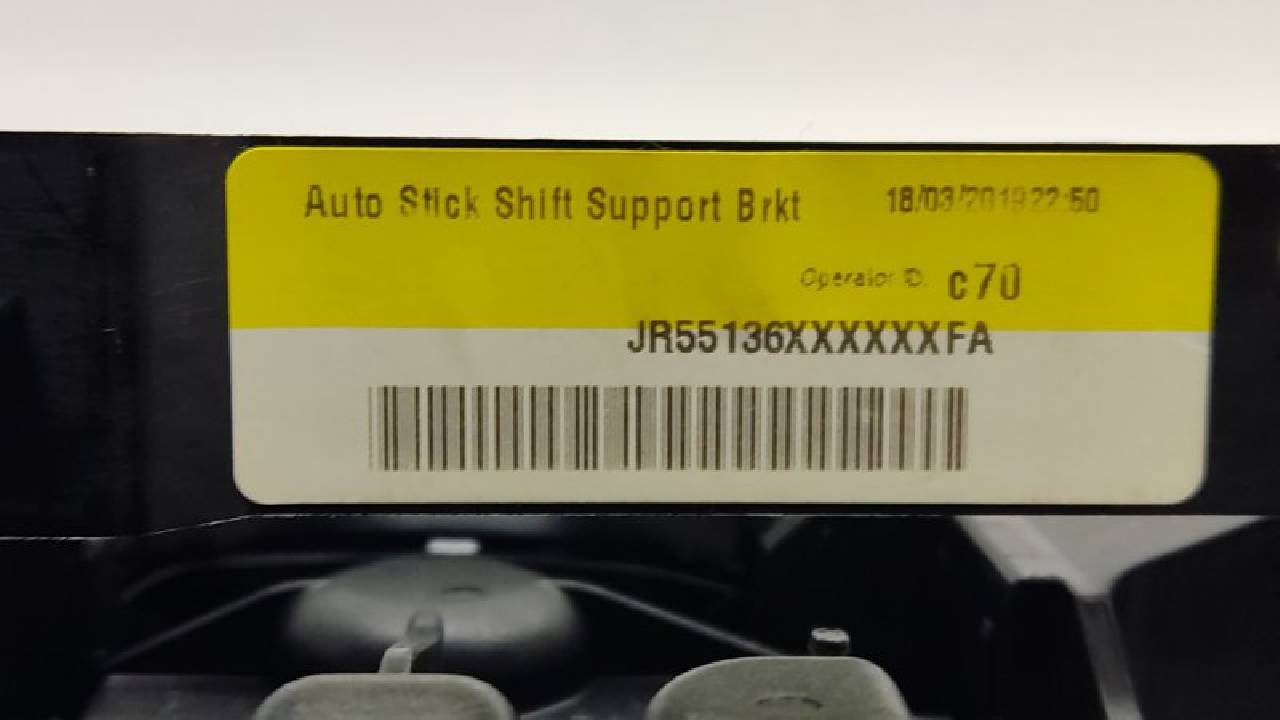 Auto Stick Shift Support Brkt 18/03/2019 22:50
Operator ID. c70
JR55136XXXXXXFA